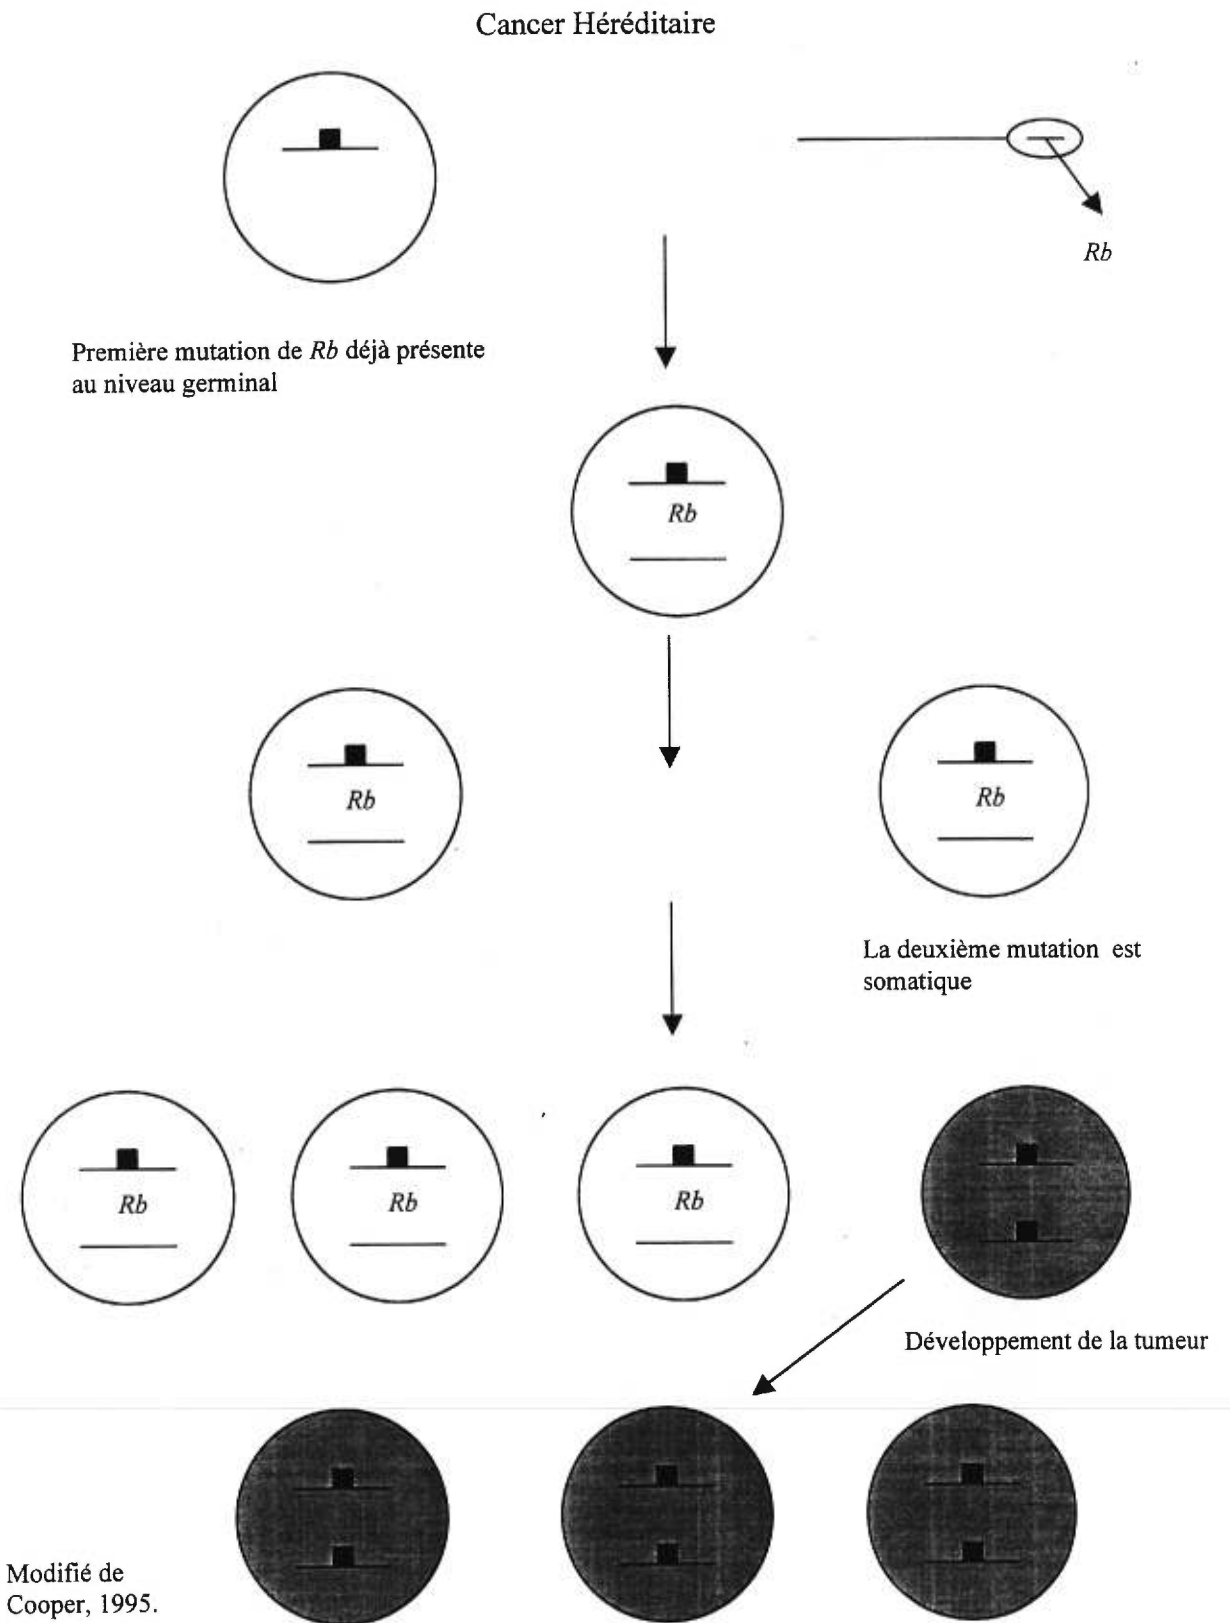 Cancer Héréditaire
Rb
Première mutation de Rb déjà présente
au niveau germinal
Rb
Rb
Rb
La deuxième mutation est
somatique
Rb
Rb
Rb
Développement de la tumeur
Modifié de
Cooper, 1995.